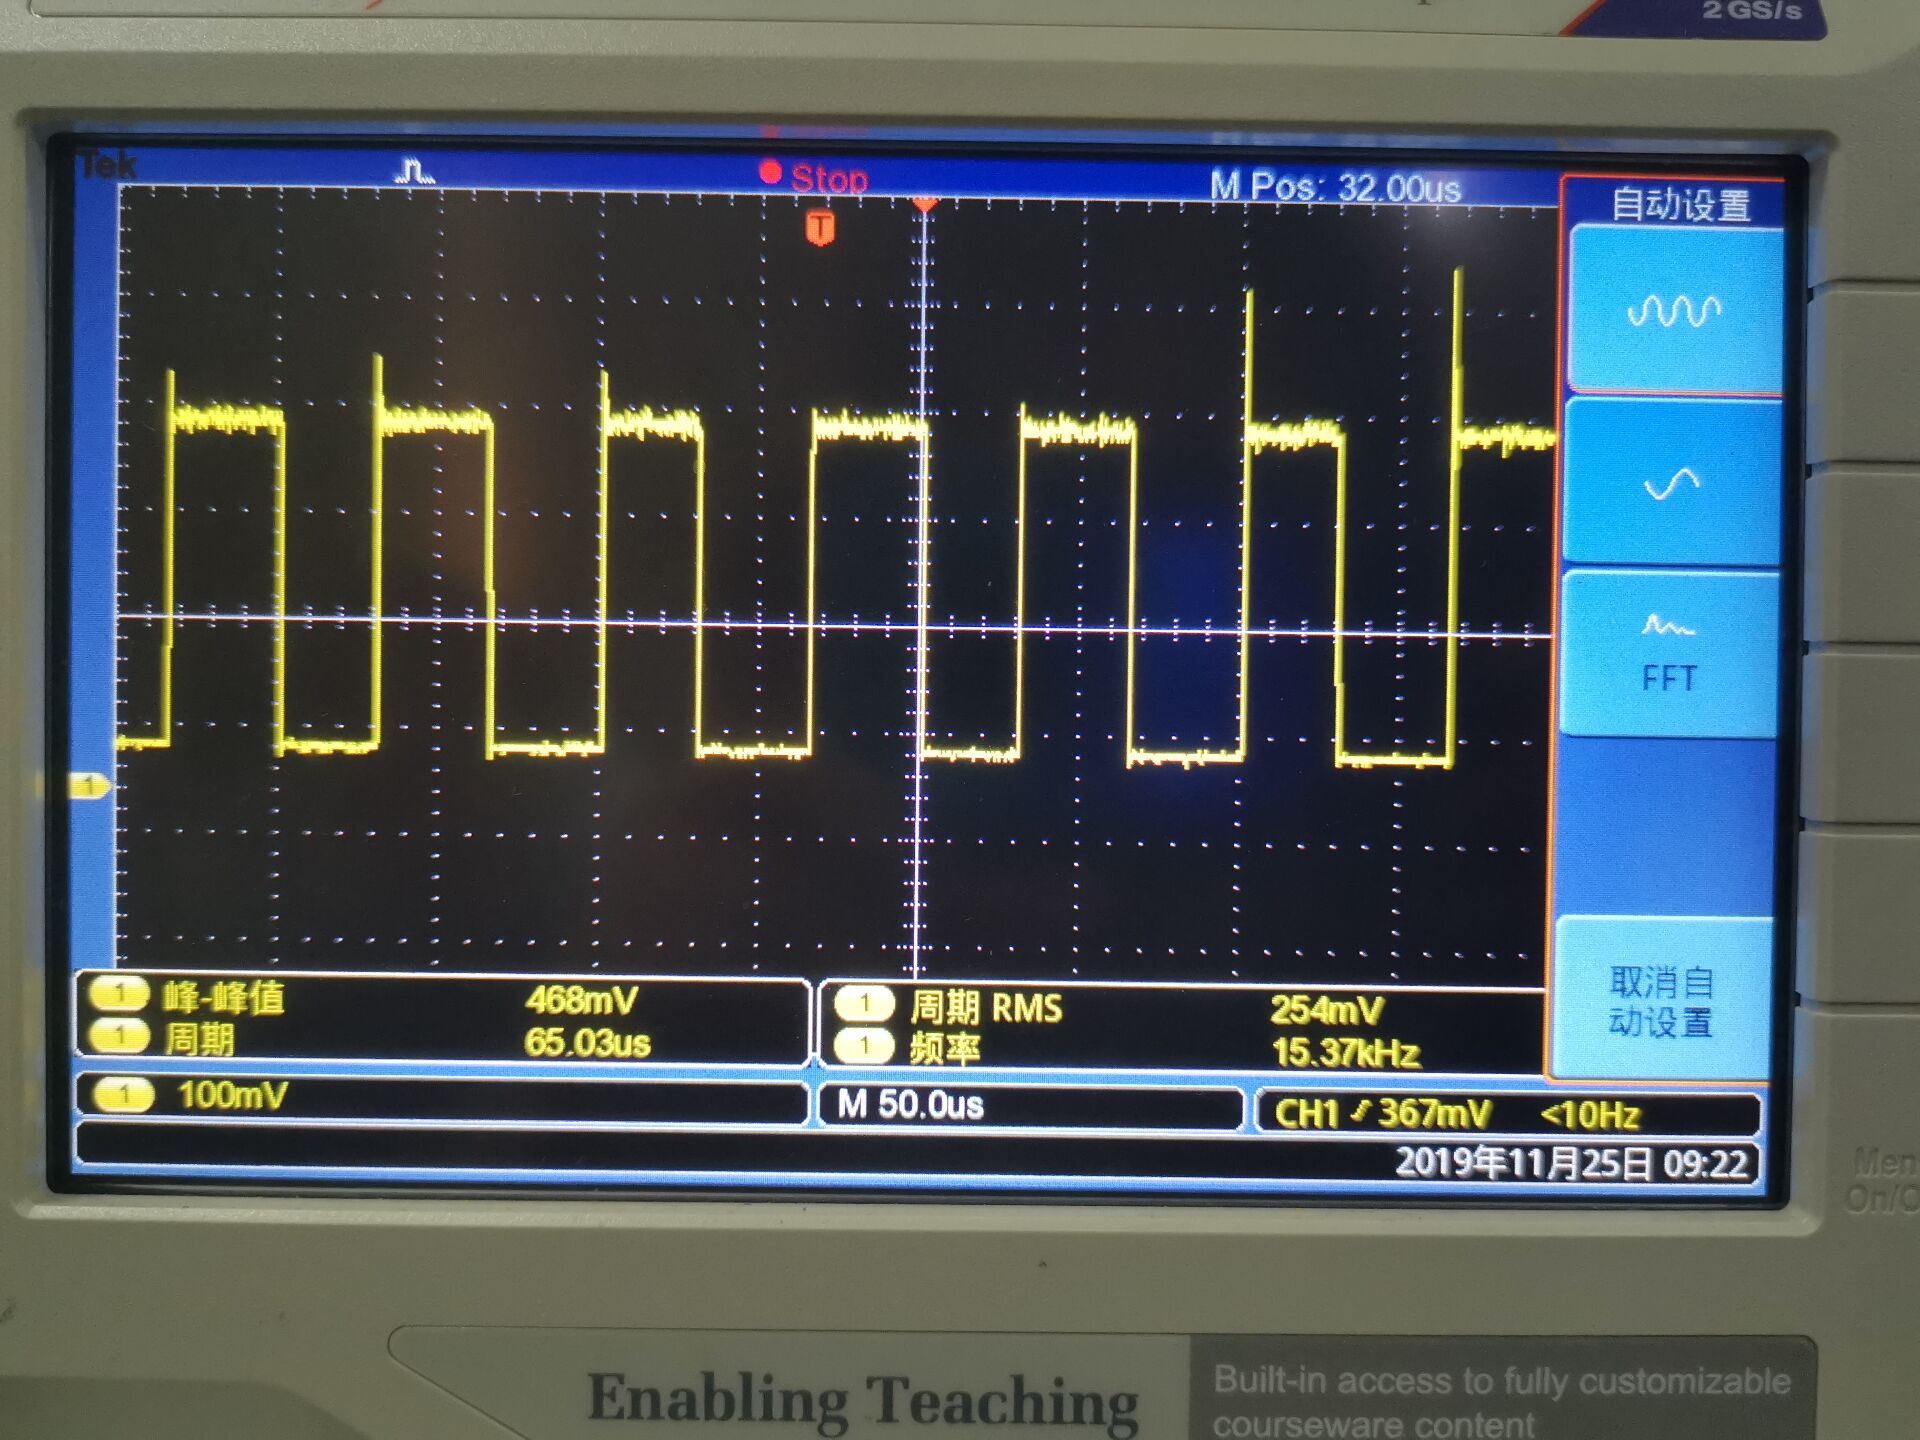 2 GS/s
Tek
Stop
M Pos: 32.00us
自动设置
T
FFT
1
取消自
动设置
1 峰-峰值 468mV
1 周期 RMS 254mV
1 周期 65.03us
1 频率 15.37kHz
1 100mV
M 50.0us
CH1 367mV <10Hz
2019年11月25日 09:22
Men
On/O
Enabling Teaching
Built-in access to fully customizable
courseware content